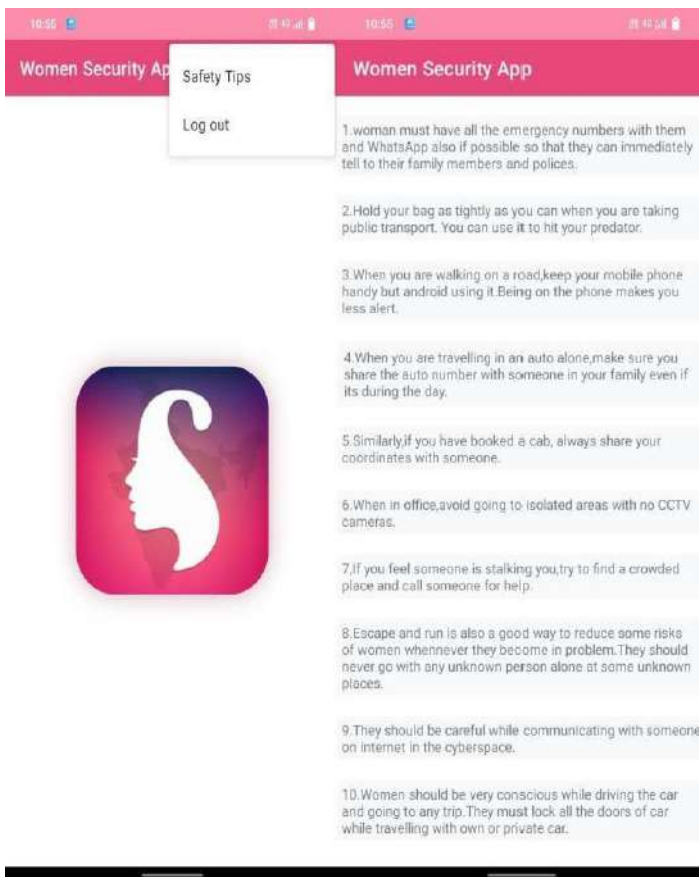 10:55
Women Security Ap
Safety Tips
Log out
10:55
Women Security App
1.woman must have all the emergency numbers with them
and WhatsApp also if possible so that they can immediately
tell to their family members and polices.
2.Hold your bag as tightly as you can when you are taking
public transport. You can use it to hit your predator.
3.When you are walking on a road,keep your mobile phone
handy but android using it.Being on the phone makes you
less alert.
4.When you are travelling in an auto alone,make sure you
share the auto number with someone in your family even if
its during the day.
5.Similarly,if you have booked a cab, always share your
coordinates with someone.
6.When in office,avoid going to isolated areas with no CCTV
cameras.
7,If you feel someone is stalking you,try to find a crowded
place and call someone for help.
8.Escape and run is also a good way to reduce some risks
of women whennever they become in problem.They should
never go with any unknown person alone at some unknown
places.
9.They should be careful while communicating with someone
on internet in the cyberspace.
10.Women should be very conscious while driving the car
and going to any trip.They must lock all the doors of car
while travelling with own or private car.